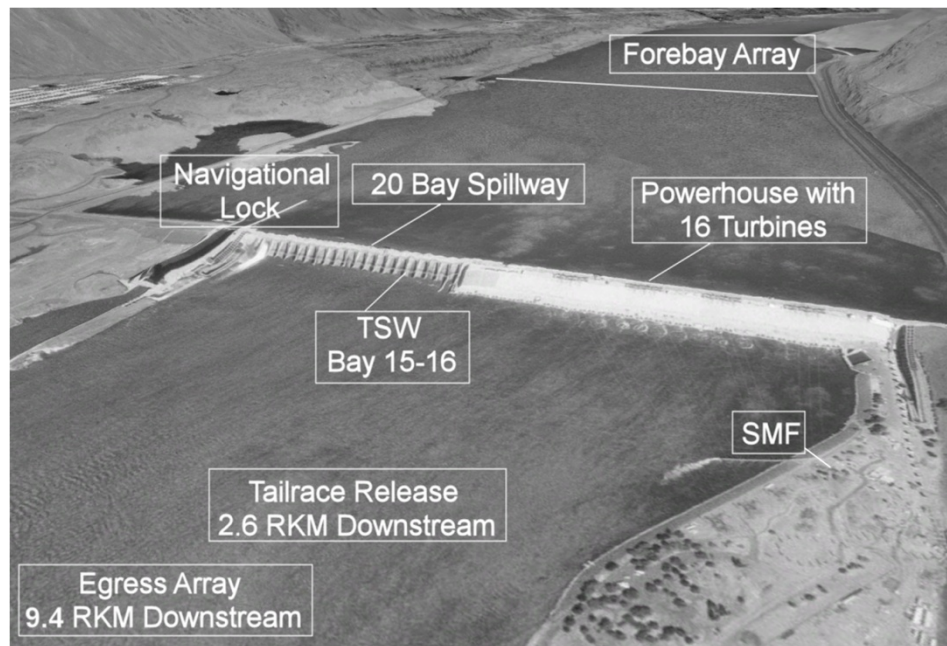 Forebay Array
Navigational
Lock
20 Bay Spillway
Powerhouse with
16 Turbines
TSW
Bay 15-16
SMF
Tailrace Release
2.6 RKM Downstream
Egress Array
9.4 RKM Downstream